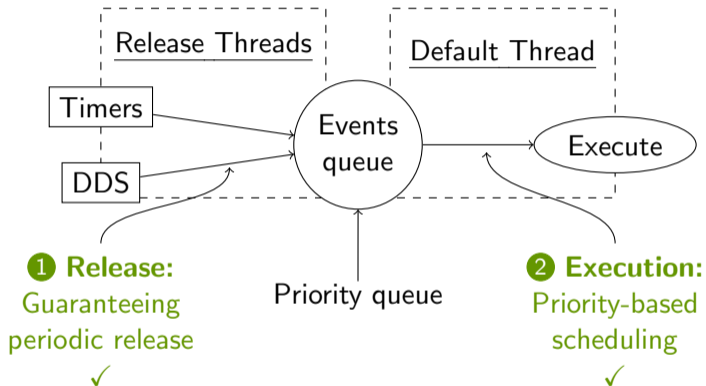 Release Threads
Default Thread
Timers
DDS
Events
queue
Execute
1 Release:
Guaranteeing
periodic release
✓
Priority queue
2 Execution:
Priority-based
scheduling
✓